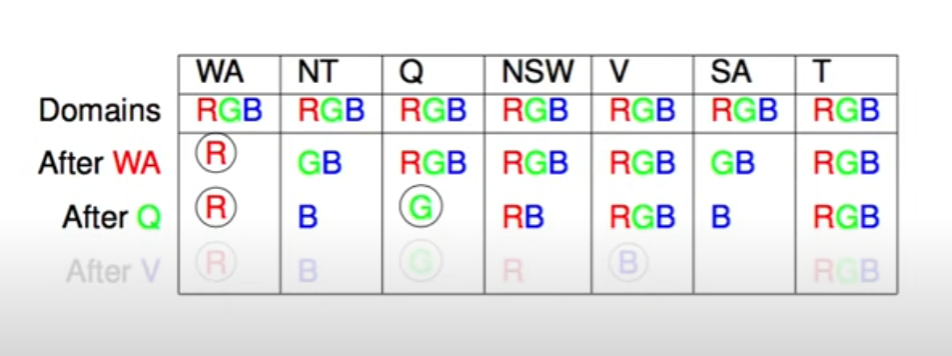 WA NT Q NSW V SA T
Domains RGB RGB RGB RGB RGB RGB RGB
After WA R GB RGB RGB RGB GB RGB
After Q R B G RB RGB B RGB
After V R B G R B RGB